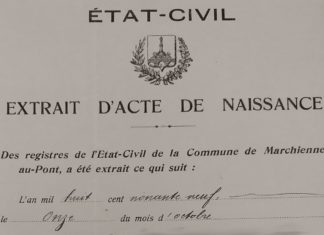 ÉTAT-CIVIL
EXTRAIT D'ACTE DE NAISSANCE
Des registres de l'Etat-Civil de la Commune de Marchienne
au-Pont, a été extrait ce qui suit :
L'an mil huit cent nonante neuf,
le Onze du mois d'octobre